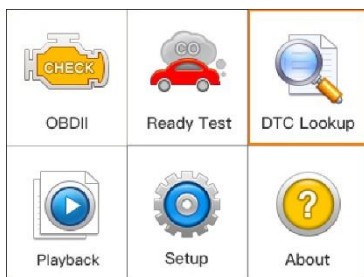 CHECK
CO
OBDII
Ready Test
DTC Lookup
?
Playback
Setup
About